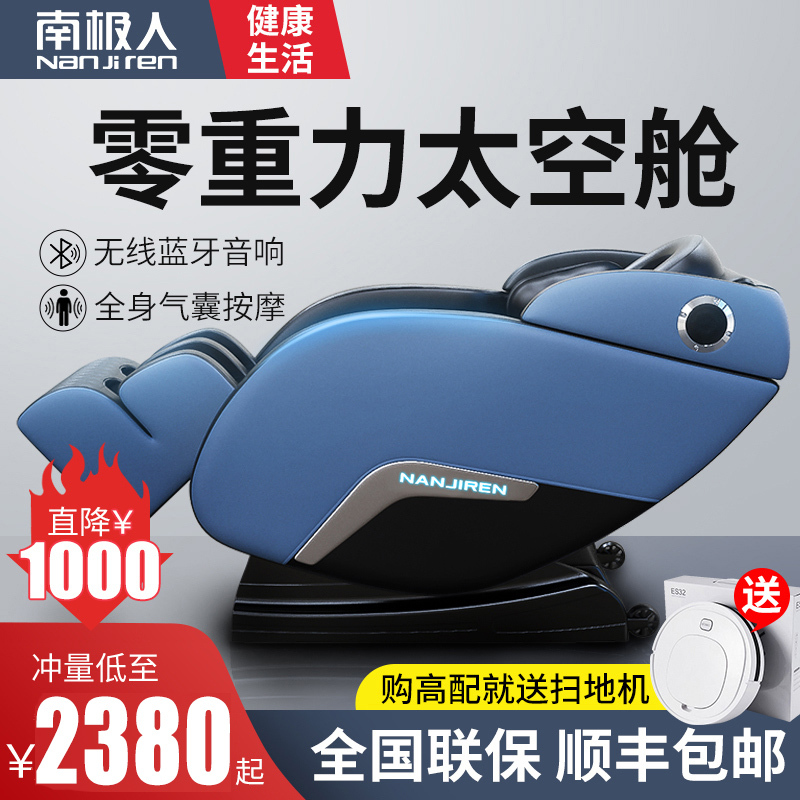 南极人
NanJiren
健康
生活
零重力太空舱
无线蓝牙音响
全身气囊按摩
NANJIREN
直降¥
1000
ES32
送
冲量低至
¥2380起
购高配就送扫地机
全国联保 顺丰包邮